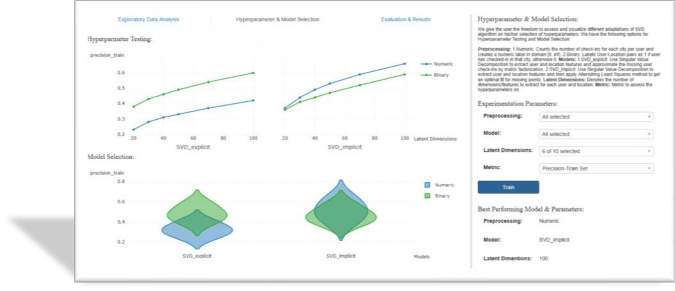 Exploratory Data Analysis
Hyperparameter & Model Selection
Evaluation & Results
Hyperparameter Testing:
precision_train
0.6
0.5
0.4
0.3
0.2
20 40 60 80 100
SVD_explicit
20 40 60 80 100
SVD_implicit
Latent Dimensions
Numeric
Binary
Model Selection:
precision_train
0.8
0.6
0.4
0.2
SVD_explicit
SVD_implicit
Models
Numeric
Binary
Hyperparameter & Model Selection:
We give the user the freedom to access and visualize different adaptations of SVD
algorithm on his/her selection of hyperparameters. We have the following options for
Hyperparameter Testing and Model Selection:
Preprocessing: 1.Numeric: Counts the number of check-ins for each city per user and
creates a numeric label in domain [0, inf). 2.Binary: Labels User-Location pairs as 1 if user
has checked-in in that city, otherwise 0. Models: 1.SVD_explicit: Use Singular Value
Decomposition to extract user and location features and approximate the missing user
check-ins by matrix factorization. 2.SVD_implicit: Use Singular Value Decomposition to
extract user and location features and then apply Alternating Least Squares method to get
an optimal fit for missing points. Latent Dimensions: Denotes the number of
dimensions/features to extract for each user and location. Metric: Metric to assess the
hyperparameters on.
Experimentation Parameters:
Preprocessing: All selected
Model: All selected
Latent Dimensions: 6 of 10 selected
Metric: Precision-Train Set
Train
Best Performing Model & Parameters:
Preprocessing: Numeric
Model: SVD_implicit
Latent Dimentions: 100